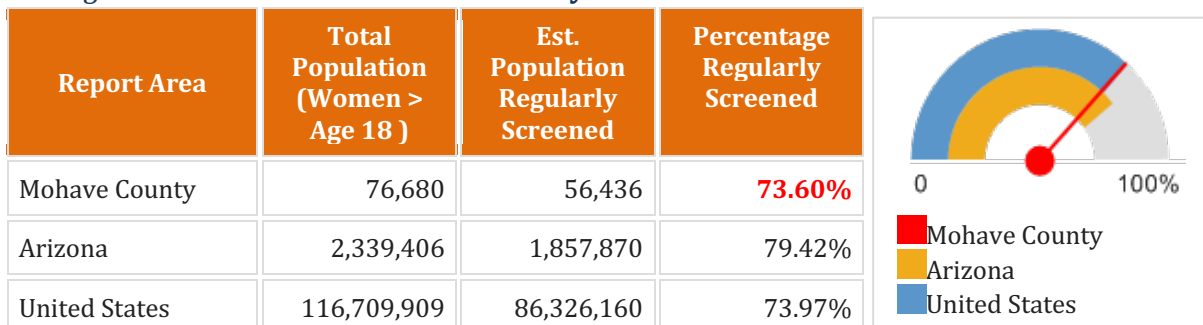 Report Area
Total
Population
(Women >
Age 18 )
Est.
Population
Regularly
Screened
Percentage
Regularly
Screened
Mohave County 76,680 56,436 73.60%
Arizona 2,339,406 1,857,870 79.42%
United States 116,709,909 86,326,160 73.97%
0 100%
Mohave County
Arizona
United States